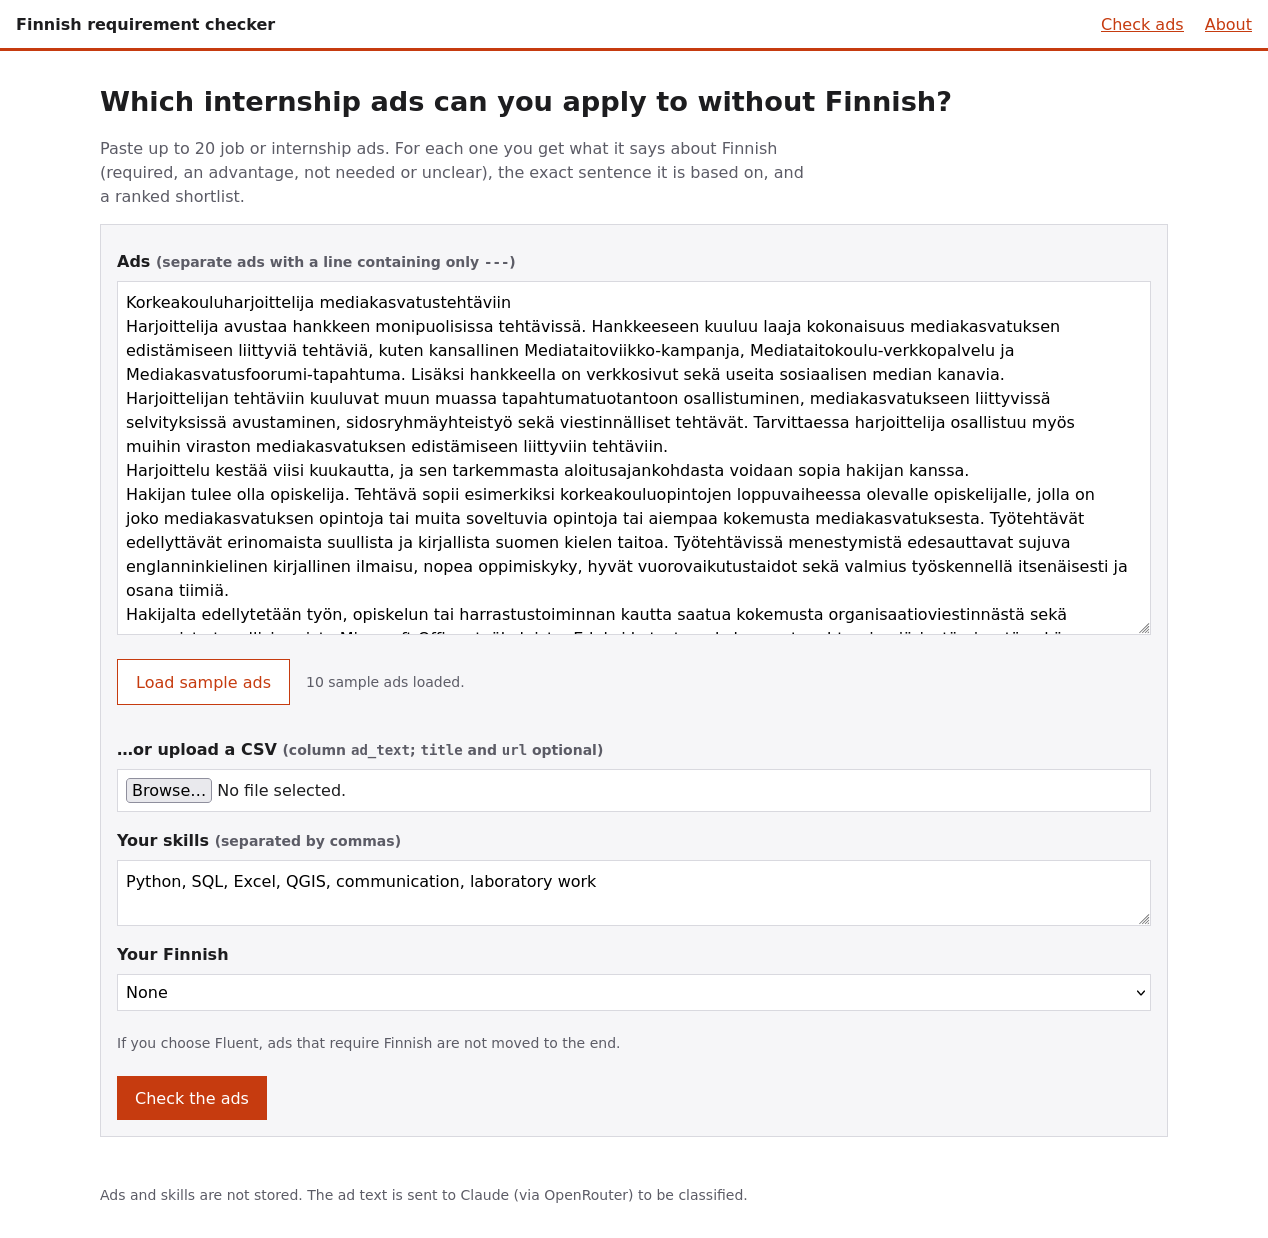 Finnish requirement checker
Check ads About
Which internship ads can you apply to without Finnish?
Paste up to 20 job or internship ads. For each one you get what it says about Finnish
(required, an advantage, not needed or unclear), the exact sentence it is based on, and
a ranked shortlist.
Ads (separate ads with a line containing only ---)
Korkeakouluharjoittelija mediakasvatustehtäviin
Harjoittelija avustaa hankkeen monipuolisissa tehtävissä. Hankkeeseen kuuluu laaja kokonaisuus mediakasvatuksen
edistämiseen liittyviä tehtäviä, kuten kansallinen Mediataitoviikko-kampanja, Mediataitokoulu-verkkopalvelu ja
Mediakasvatusfoorumi-tapahtuma. Lisäksi hankkeella on verkkosivut sekä useita sosiaalisen median kanavia.
Harjoittelijan tehtäviin kuuluvat muun muassa tapahtumatuotantoon osallistuminen, mediakasvatukseen liittyvissä
selvityksissä avustaminen, sidosryhmäyhteistyö sekä viestinnälliset tehtävät. Tarvittaessa harjoittelija osallistuu myös
muihin viraston mediakasvatuksen edistämiseen liittyviin tehtäviin.
Harjoittelu kestää viisi kuukautta, ja sen tarkemmasta aloitusajankohdasta voidaan sopia hakijan kanssa.
Hakijan tulee olla opiskelija. Tehtävä sopii esimerkiksi korkeakouluopintojen loppuvaiheessa olevalle opiskelijalle, jolla on
joko mediakasvatuksen opintoja tai muita soveltuvia opintoja tai aiempaa kokemusta mediakasvatuksesta. Työtehtävät
edellyttävät erinomaista suullista ja kirjallista suomen kielen taitoa. Työtehtävissä menestymistä edesauttavat sujuva
englanninkielinen kirjallinen ilmaisu, nopea oppimiskyky, hyvät vuorovaikutustaidot sekä valmius työskennellä itsenäisesti ja
osana tiimiä.
Hakijalta edellytetään työn, opiskelun tai harrastustoiminnan kautta saatua kokemusta organisaatioviestinnästä sekä
Load sample ads 10 sample ads loaded.
…or upload a CSV (column ad_text; title and url optional)
Browse… No file selected.
Your skills (separated by commas)
Python, SQL, Excel, QGIS, communication, laboratory work
Your Finnish
None
If you choose Fluent, ads that require Finnish are not moved to the end.
Check the ads
Ads and skills are not stored. The ad text is sent to Claude (via OpenRouter) to be classified.